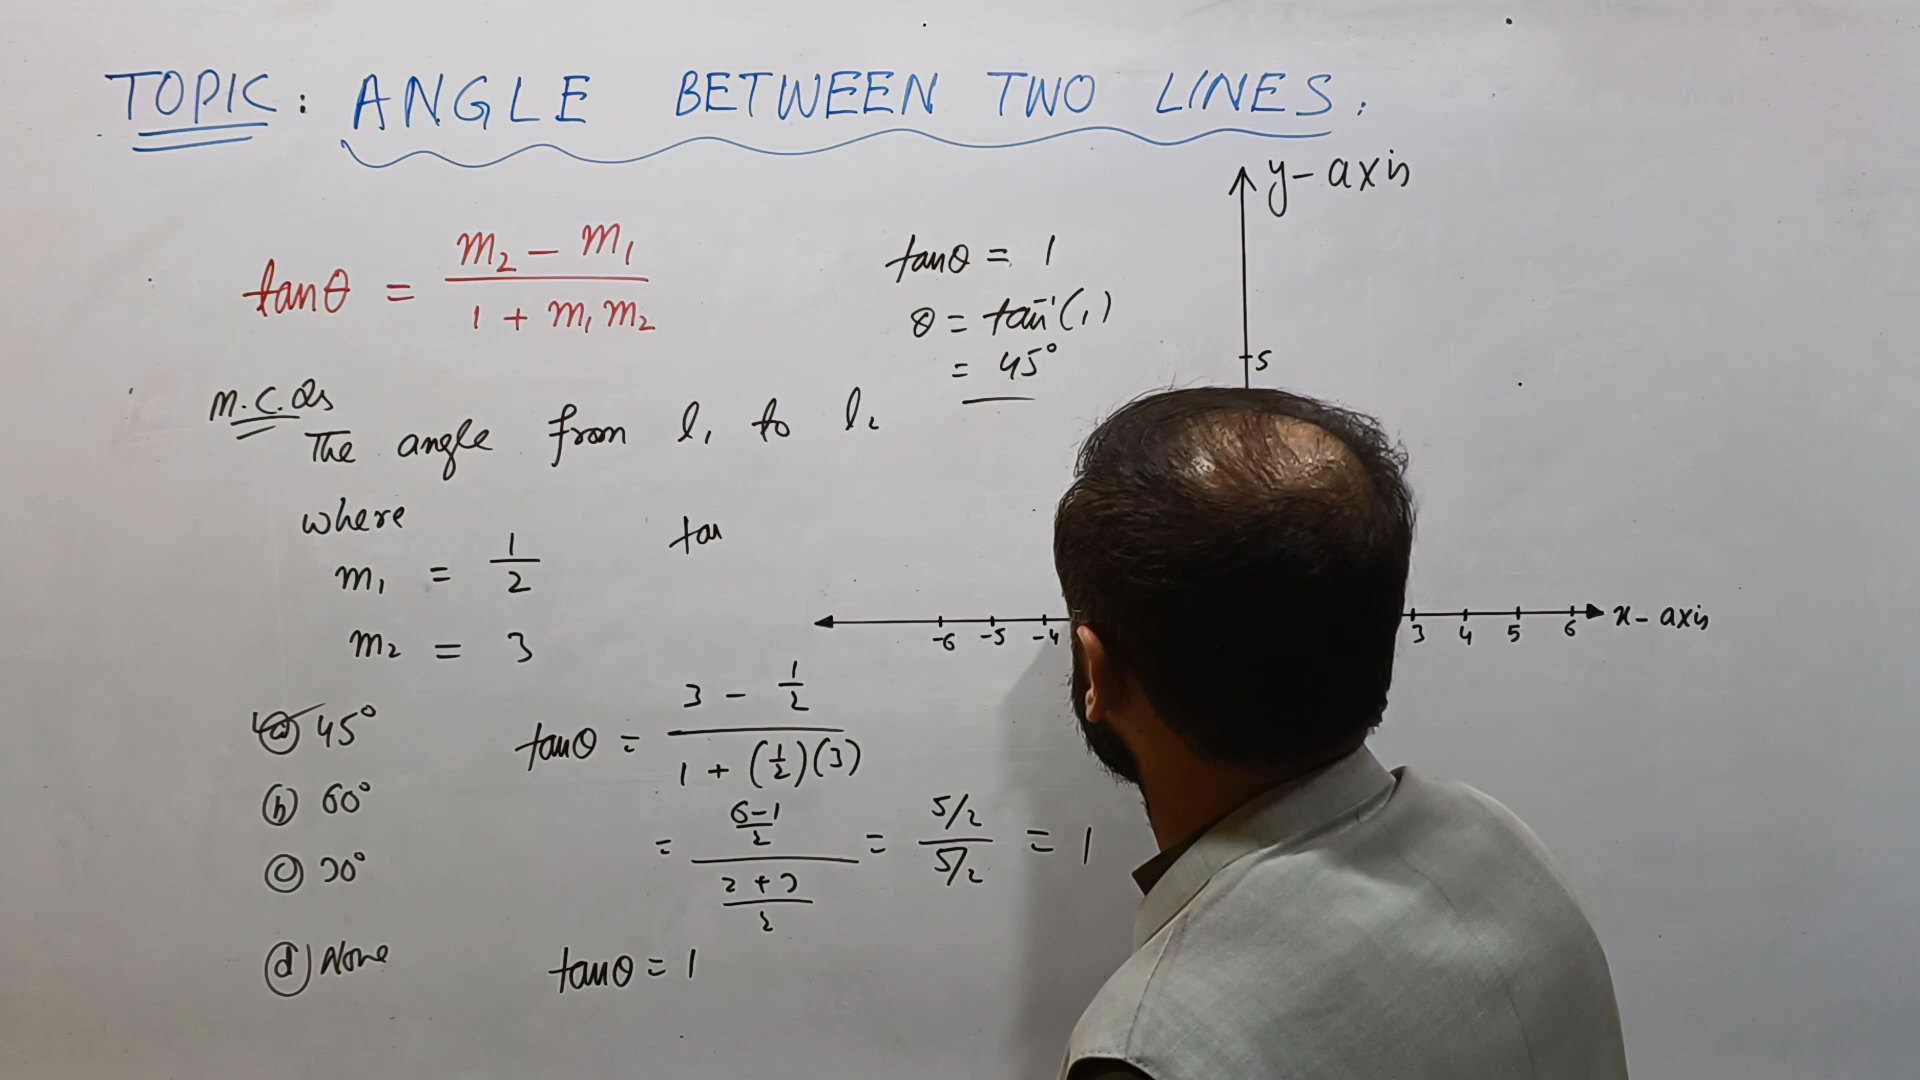 TOPIC: ANGLE BETWEEN TWO LINES.
y-axis
tanθ = (m₂ - m₁)/(1 + m₁m₂)
tanθ = 1
θ = tan⁻¹(1)
= 45°
5
M.C.Qs
The angle from l₁ to l₂
where
m₁ = 1/2
tan
m₂ = 3
-6 -5 -4 3 4 5 6 x-axis
(a) 45°
tanθ = (3 - 1/2)/(1 + (1/2)(3))
(b) 60°
= ((6-1)/2)/((2+3)/2) = (5/2)/(5/2) = 1
(c) 30°
(d) None
tanθ = 1